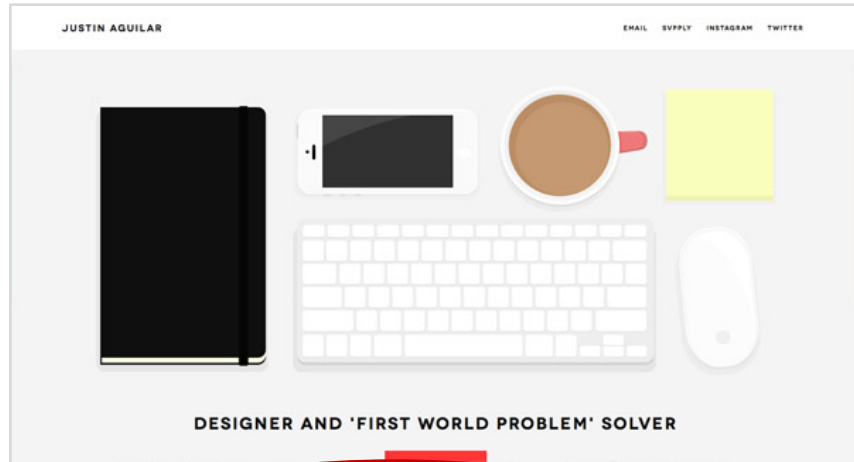 JUSTIN AGUILAR
EMAIL SVPPLY INSTAGRAM TWITTER
DESIGNER AND 'FIRST WORLD PROBLEM' SOLVER